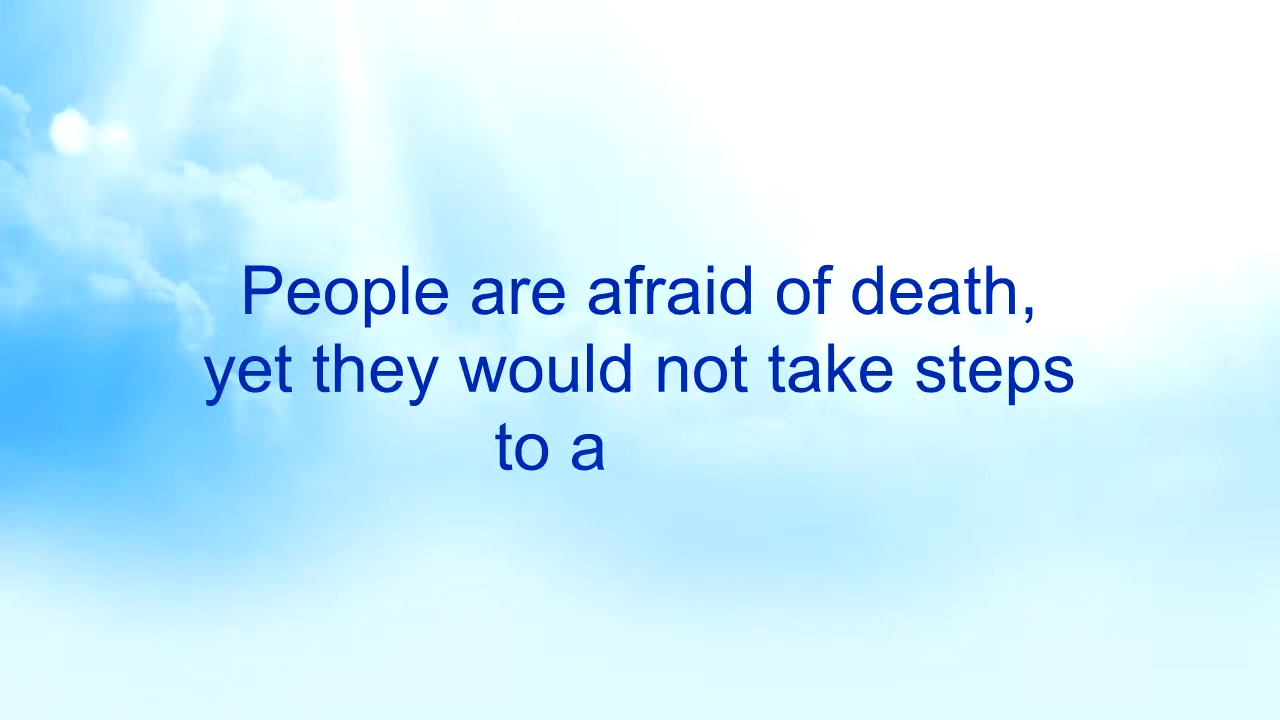 People are afraid of death,
yet they would not take steps
to a